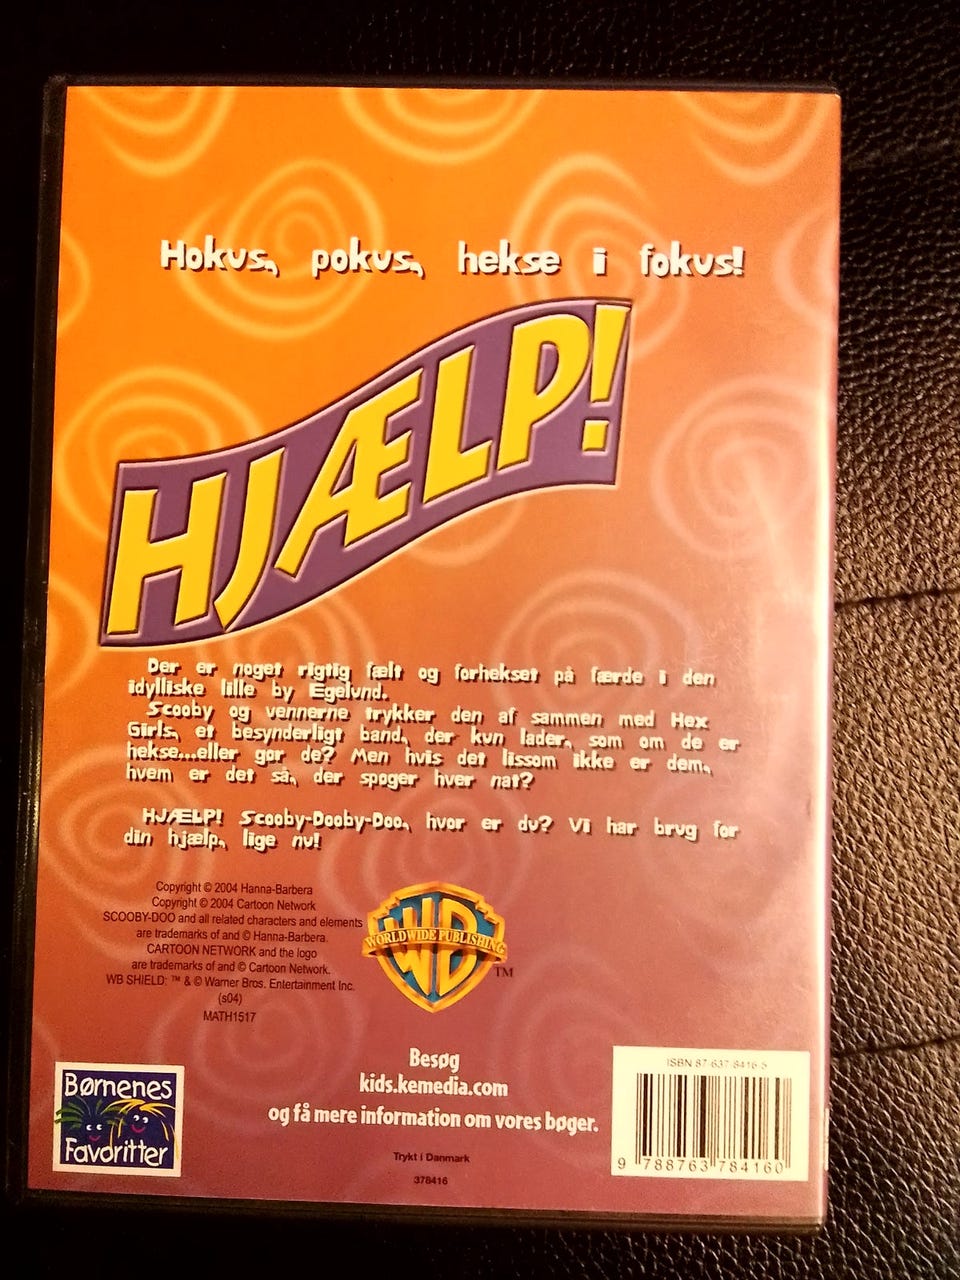 Hokus, pokus, hekse i fokus!
HJÆLP!
Der er noget rigtig fælt og forhekset på færde i den
idylliske lille by Egelund.
Scooby og vennerne trykker den af sammen med Hex
Girls, et besynderligt band, der kun lader, som om de er
hekse...eller gør de? Men hvis det lissom ikke er dem,
hvem er det så, der spøger hver nat?
HJÆLP! Scooby-Dooby-Doo, hvor er du? Vi har brug for
din hjælp, lige nu!
Copyright © 2004 Hanna-Barbera
Copyright © 2004 Cartoon Network
SCOOBY-DOO and all related characters and elements
are trademarks of and © Hanna-Barbera.
CARTOON NETWORK and the logo
are trademarks of and © Cartoon Network.
WB SHIELD: ™ & © Warner Bros. Entertainment Inc.
(s04)
MATH1517
WB
WORLDWIDE PUBLISHING
TM
Besøg
kids.kemedia.com
og få mere information om vores bøger.
Trykt i Danmark
378416
Børnenes
Favoritter
ISBN 87-637-8416-5
9 788763 784160